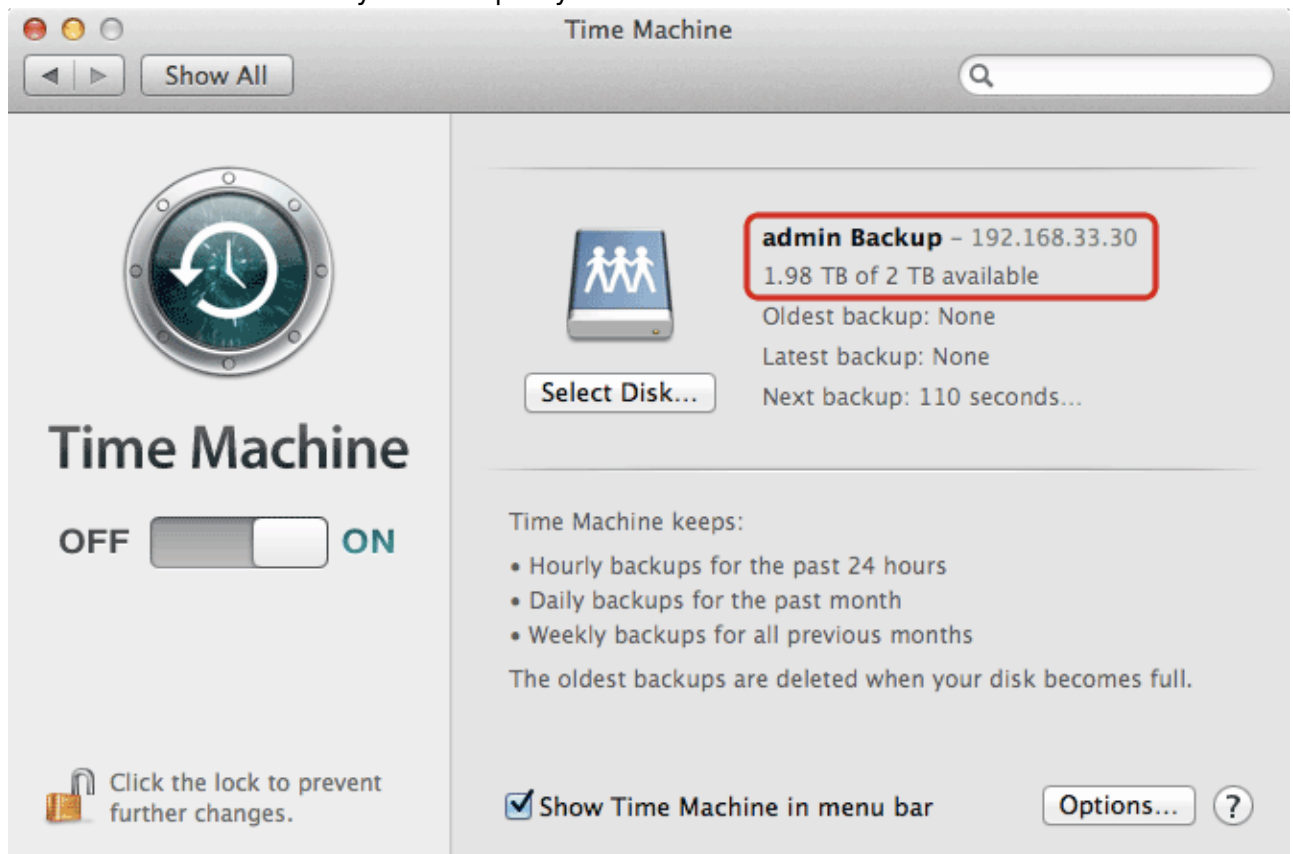 Time Machine
Show All
admin Backup – 192.168.33.30
1.98 TB of 2 TB available
Oldest backup: None
Latest backup: None
Select Disk...
Next backup: 110 seconds...
Time Machine
OFF ON
Time Machine keeps:
• Hourly backups for the past 24 hours
• Daily backups for the past month
• Weekly backups for all previous months
The oldest backups are deleted when your disk becomes full.
Click the lock to prevent
further changes.
Show Time Machine in menu bar
Options... ?